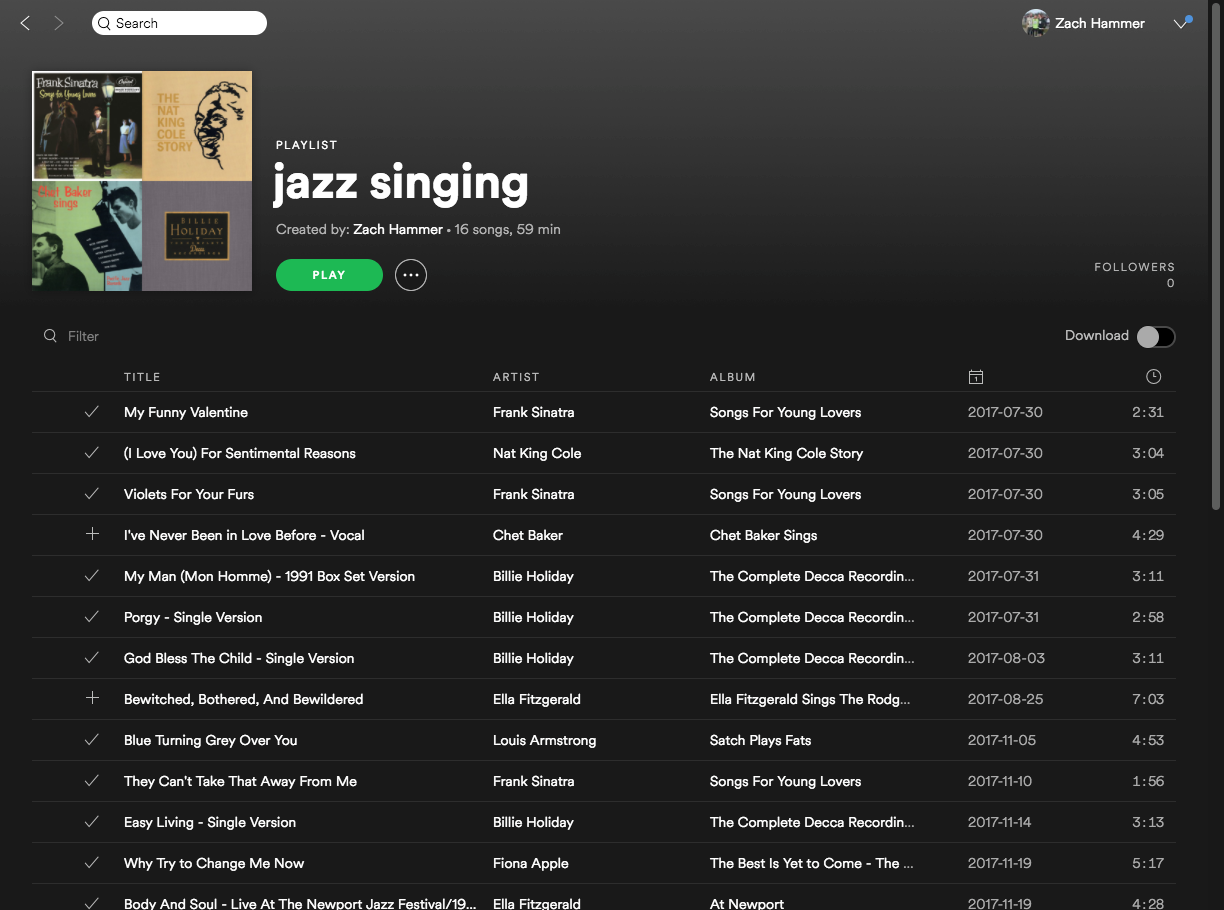 Search
Zach Hammer
Frank Sinatra
Songs for Young Lovers
THE
NAT
KING
COLE
STORY
Chet Baker
sings
BILLIE
HOLIDAY
PLAYLIST
jazz singing
Created by: Zach Hammer • 16 songs, 59 min
PLAY
FOLLOWERS
0
Filter
Download
TITLE ARTIST ALBUM
My Funny Valentine Frank Sinatra Songs For Young Lovers 2017-07-30 2:31
(I Love You) For Sentimental Reasons Nat King Cole The Nat King Cole Story 2017-07-30 3:04
Violets For Your Furs Frank Sinatra Songs For Young Lovers 2017-07-30 3:05
I've Never Been in Love Before - Vocal Chet Baker Chet Baker Sings 2017-07-30 4:29
My Man (Mon Homme) - 1991 Box Set Version Billie Holiday The Complete Decca Recordin... 2017-07-31 3:11
Porgy - Single Version Billie Holiday The Complete Decca Recordin... 2017-07-31 2:58
God Bless The Child - Single Version Billie Holiday The Complete Decca Recordin... 2017-08-03 3:11
Bewitched, Bothered, And Bewildered Ella Fitzgerald Ella Fitzgerald Sings The Rodg... 2017-08-25 7:03
Blue Turning Grey Over You Louis Armstrong Satch Plays Fats 2017-11-05 4:53
They Can't Take That Away From Me Frank Sinatra Songs For Young Lovers 2017-11-10 1:56
Easy Living - Single Version Billie Holiday The Complete Decca Recordin... 2017-11-14 3:13
Why Try to Change Me Now Fiona Apple The Best Is Yet to Come - The ... 2017-11-19 5:17
Body And Soul - Live At The Newport Jazz Festival/19... Ella Fitzgerald At Newport 2017-11-19 4:28